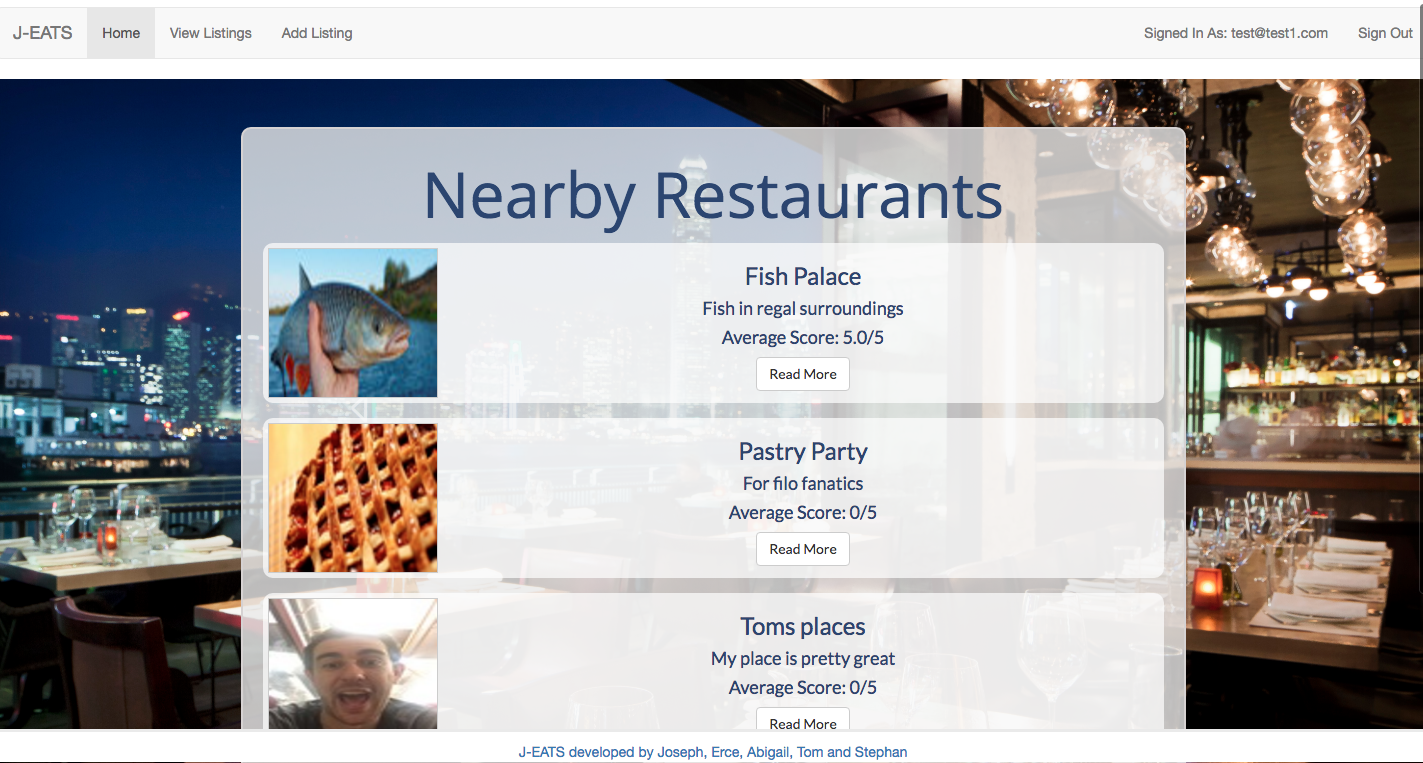 J-EATS Home View Listings Add Listing Signed In As: test@test1.com Sign Out
Nearby Restaurants
Fish Palace
Fish in regal surroundings
Average Score: 5.0/5
Read More
Pastry Party
For filo fanatics
Average Score: 0/5
Read More
Toms places
My place is pretty great
Average Score: 0/5
Read More
J-EATS developed by Joseph, Erce, Abigail, Tom and Stephan